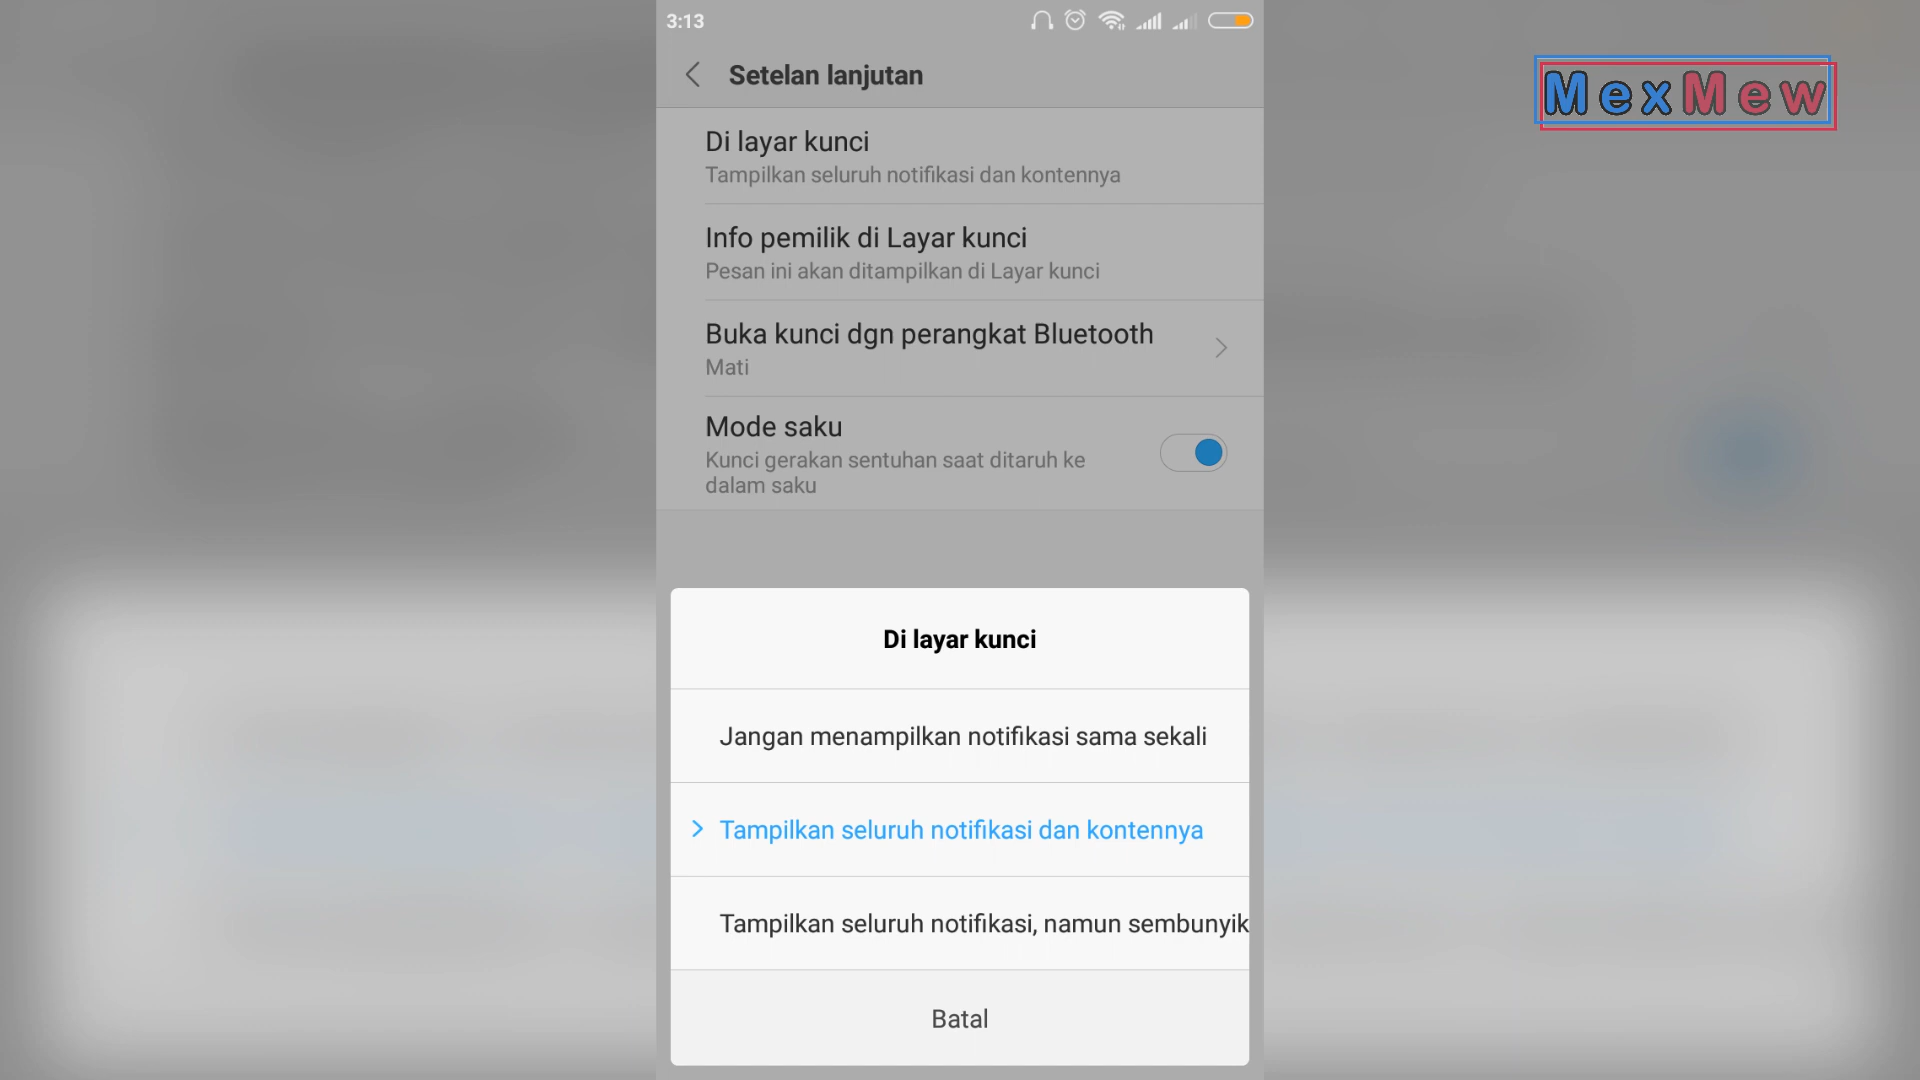 3:13
Setelan lanjutan
MexMew
Di layar kunci
Tampilkan seluruh notifikasi dan kontennya
Info pemilik di Layar kunci
Pesan ini akan ditampilkan di Layar kunci
Buka kunci dgn perangkat Bluetooth
Mati
Mode saku
Kunci gerakan sentuhan saat ditaruh ke
dalam saku
Di layar kunci
Jangan menampilkan notifikasi sama sekali
Tampilkan seluruh notifikasi dan kontennya
Tampilkan seluruh notifikasi, namun sembunyik
Batal